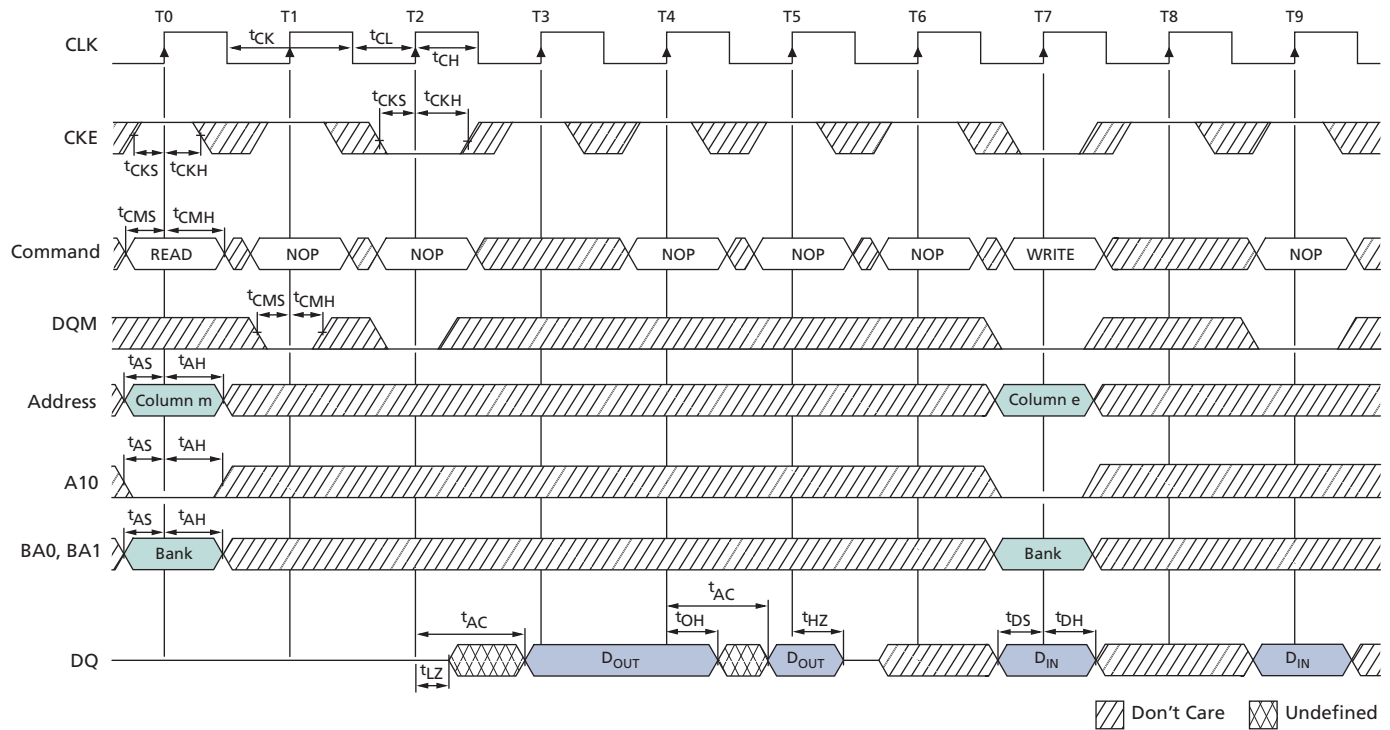 T0 T1 T2 T3 T4 T5 T6 T7 T8 T9
CLK tCK tCL tCH
tCKS tCKH
CKE
tCKS tCKH
tCMS tCMH
Command READ NOP NOP NOP NOP NOP WRITE NOP
tCMS tCMH
DQM
tAS tAH
Address Column m Column e
tAS tAH
A10
tAS tAH
BA0, BA1 Bank Bank
tAC
tAC tOH tHZ tDS tDH
DQ DOUT DOUT DIN DIN
tLZ
Don't Care Undefined